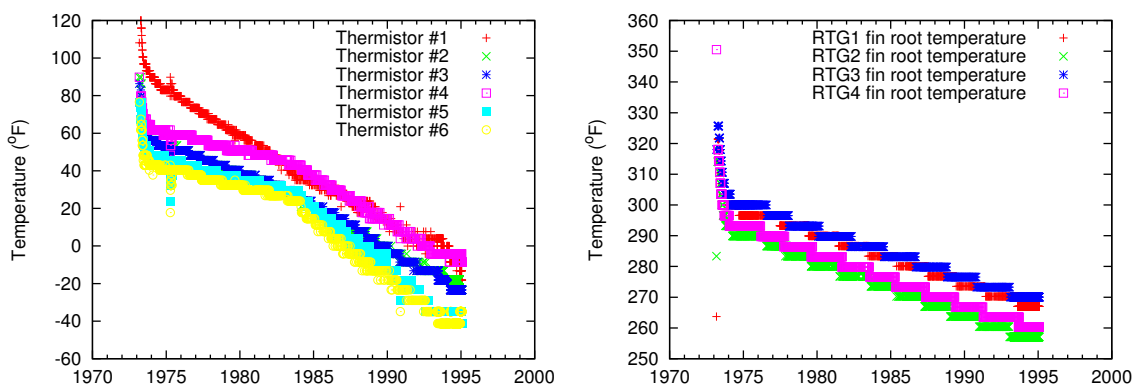 120
100
80
60
40
20
0
-20
-40
-60
Temperature (°F)
1970 1975 1980 1985 1990 1995 2000
Thermistor #1
Thermistor #2
Thermistor #3
Thermistor #4
Thermistor #5
Thermistor #6
360
350
340
330
320
310
300
290
280
270
260
250
Temperature (°F)
1970 1975 1980 1985 1990 1995 2000
RTG1 fin root temperature
RTG2 fin root temperature
RTG3 fin root temperature
RTG4 fin root temperature